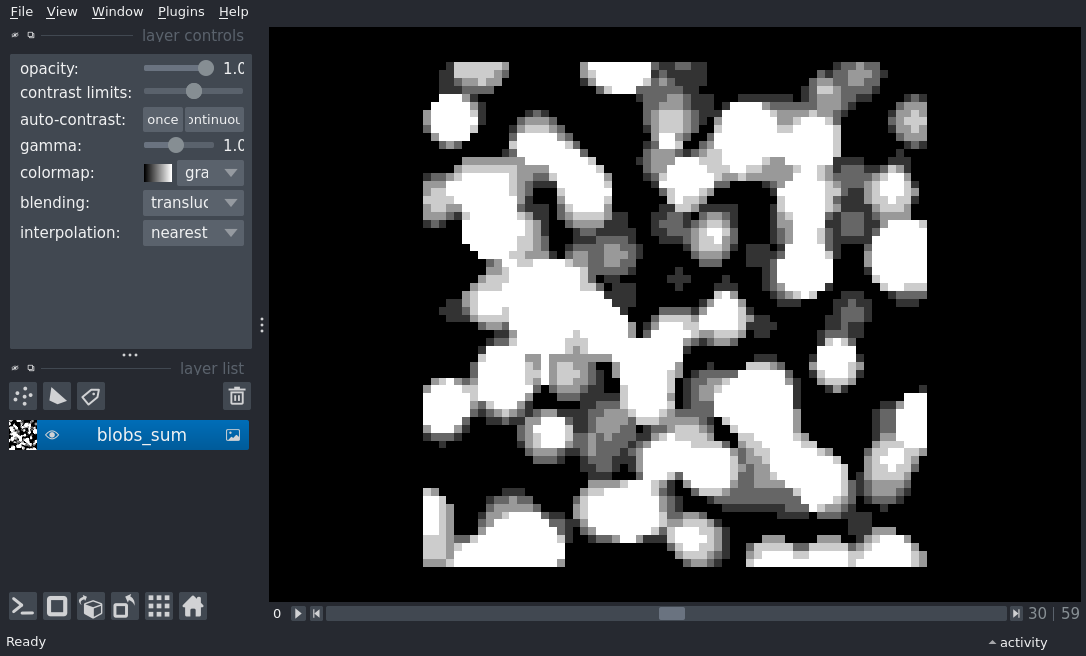 File View Window Plugins Help
layer controls
opacity: 1.0
contrast limits:
auto-contrast: once ontinuou
gamma: 1.0
colormap: gra
blending: transluc
interpolation: nearest
layer list
blobs_sum
0 30 | 59
Ready activity